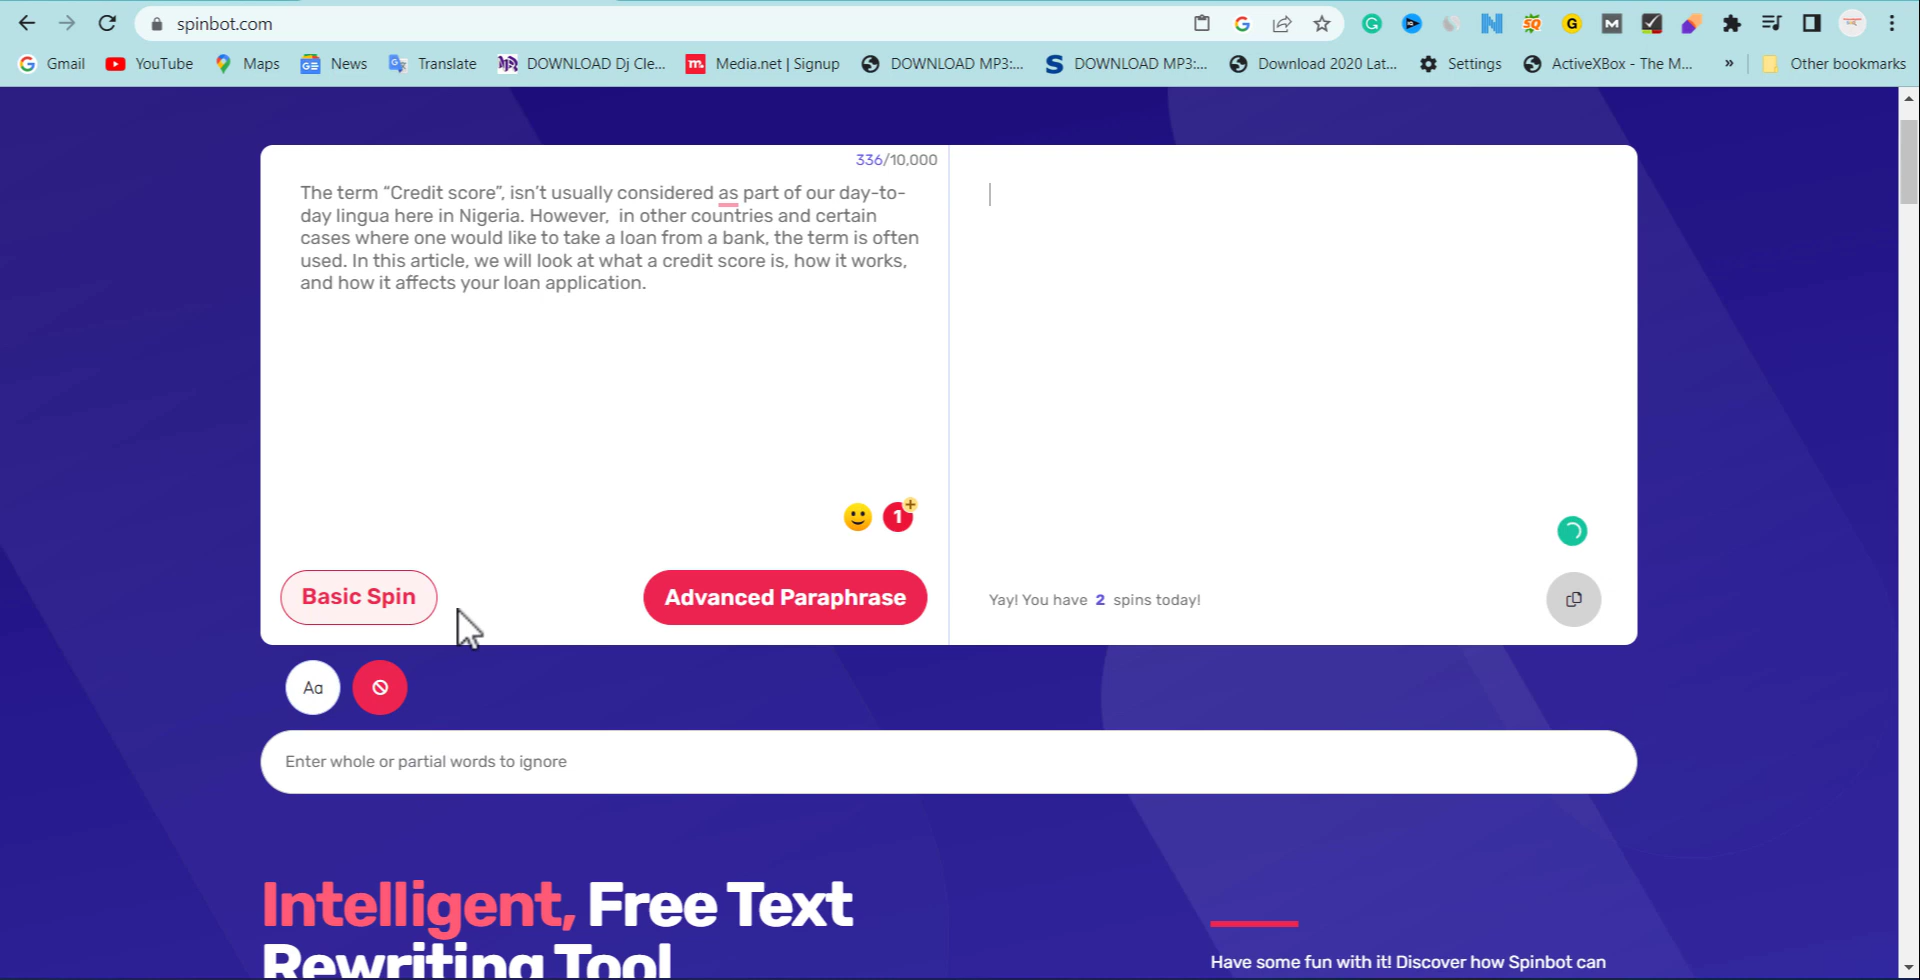 spinbot.com
Gmail YouTube Maps News Translate DOWNLOAD Dj Cle... Media.net | Signup DOWNLOAD MP3:... DOWNLOAD MP3:... Download 2020 Lat... Settings ActiveXBox - The M... » Other bookmarks
336/10,000
The term “Credit score”, isn’t usually considered as part of our day-to-
day lingua here in Nigeria. However,  in other countries and certain
cases where one would like to take a loan from a bank, the term is often
used. In this article, we will look at what a credit score is, how it works,
and how it affects your loan application.
1
Basic Spin
Advanced Paraphrase
Yay! You have 2 spins today!
Aa
Enter whole or partial words to ignore
Intelligent, Free Text
Rewriting Tool
Have some fun with it! Discover how Spinbot can